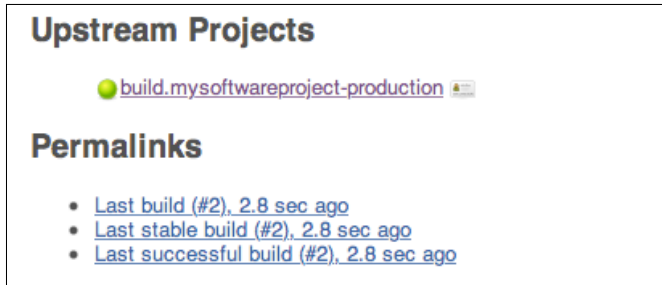 Upstream Projects
build.mysoftwareproject-production
Permalinks
Last build (#2), 2.8 sec ago
Last stable build (#2), 2.8 sec ago
Last successful build (#2), 2.8 sec ago